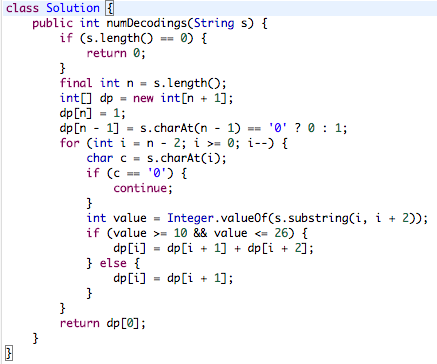 class Solution {
    public int numDecodings(String s) {
        if (s.length() == 0) {
            return 0;
        }
        final int n = s.length();
        int[] dp = new int[n + 1];
        dp[n] = 1;
        dp[n - 1] = s.charAt(n - 1) == '0' ? 0 : 1;
        for (int i = n - 2; i >= 0; i--) {
            char c = s.charAt(i);
            if (c == '0') {
                continue;
            }
            int value = Integer.valueOf(s.substring(i, i + 2));
            if (value >= 10 && value <= 26) {
                dp[i] = dp[i + 1] + dp[i + 2];
            } else {
                dp[i] = dp[i + 1];
            }
        }
        return dp[0];
    }
}